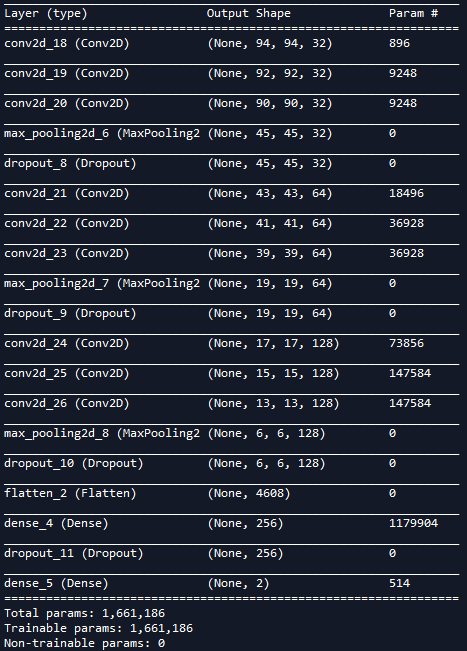 Layer (type) Output Shape Param #
=================================================================
conv2d_18 (Conv2D) (None, 94, 94, 32) 896
conv2d_19 (Conv2D) (None, 92, 92, 32) 9248
conv2d_20 (Conv2D) (None, 90, 90, 32) 9248
max_pooling2d_6 (MaxPooling2 (None, 45, 45, 32) 0
dropout_8 (Dropout) (None, 45, 45, 32) 0
conv2d_21 (Conv2D) (None, 43, 43, 64) 18496
conv2d_22 (Conv2D) (None, 41, 41, 64) 36928
conv2d_23 (Conv2D) (None, 39, 39, 64) 36928
max_pooling2d_7 (MaxPooling2 (None, 19, 19, 64) 0
dropout_9 (Dropout) (None, 19, 19, 64) 0
conv2d_24 (Conv2D) (None, 17, 17, 128) 73856
conv2d_25 (Conv2D) (None, 15, 15, 128) 147584
conv2d_26 (Conv2D) (None, 13, 13, 128) 147584
max_pooling2d_8 (MaxPooling2 (None, 6, 6, 128) 0
dropout_10 (Dropout) (None, 6, 6, 128) 0
flatten_2 (Flatten) (None, 4608) 0
dense_4 (Dense) (None, 256) 1179904
dropout_11 (Dropout) (None, 256) 0
dense_5 (Dense) (None, 2) 514
=================================================================
Total params: 1,661,186
Trainable params: 1,661,186
Non-trainable params: 0